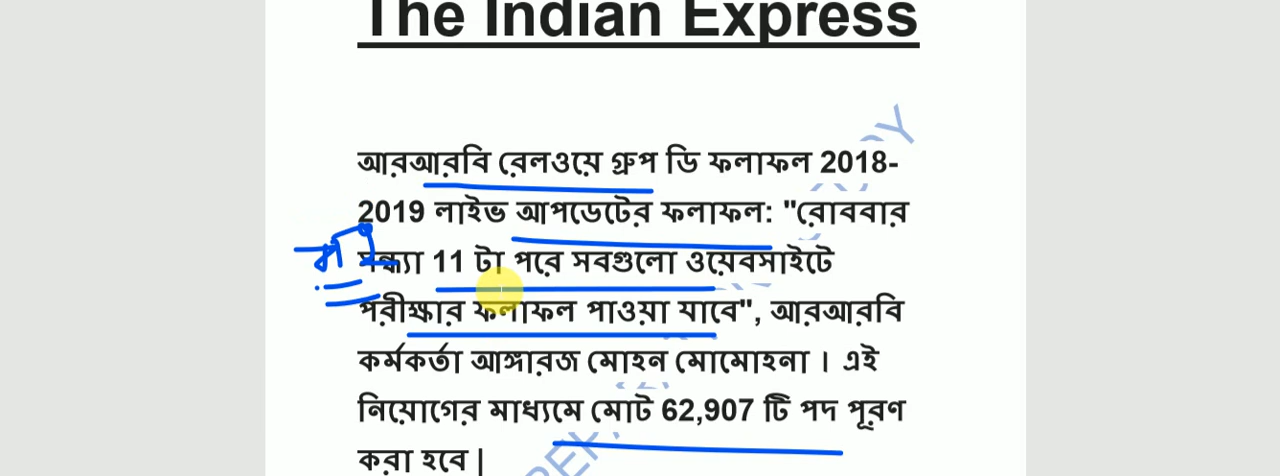 The Indian Express
আরআরবি রেলওয়ে গ্রুপ ডি ফলাফল 2018-
2019 লাইভ আপডেটের ফলাফল: "রোববার
সন্ধ্যা 11 টা পরে সবগুলো ওয়েবসাইটে
পরীক্ষার ফলাফল পাওয়া যাবে", আরআরবি
কর্মকর্তা আঙ্গারজ মোহন মোমোহনা । এই
নিয়োগের মাধ্যমে মোট 62,907 টি পদ পূরণ
করা হবে |